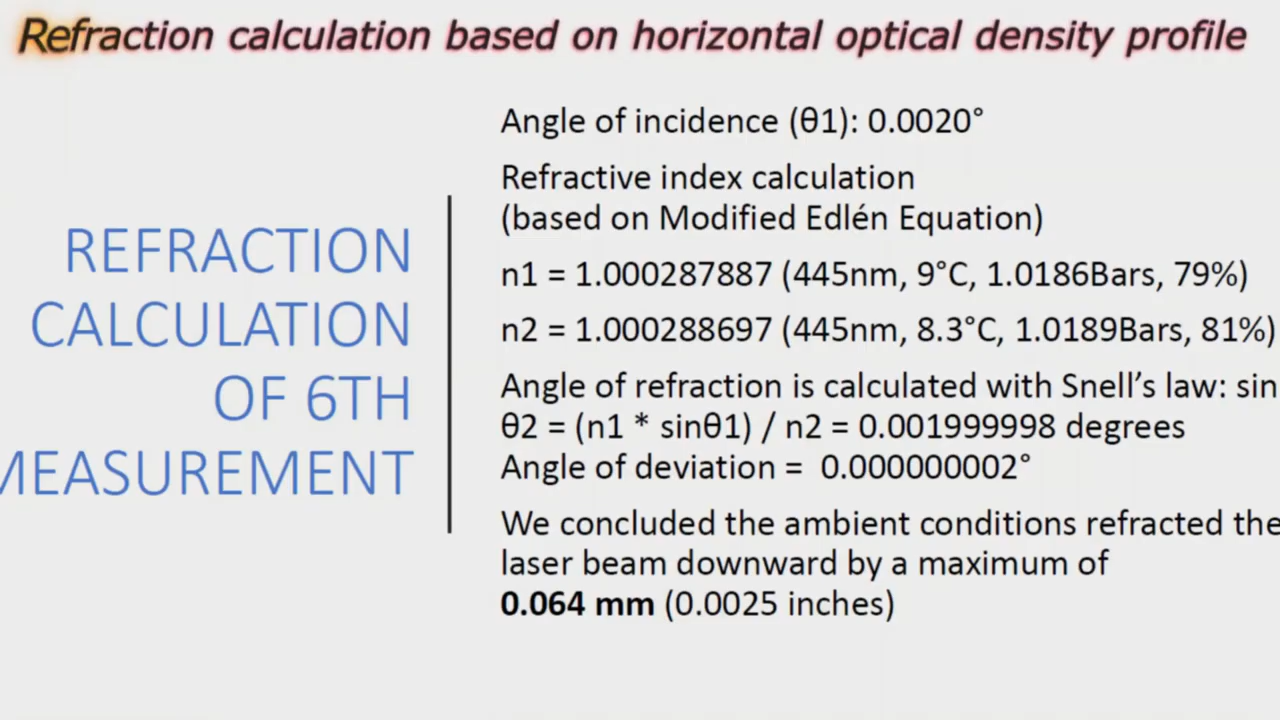 Refraction calculation based on horizontal optical density profile
REFRACTION
CALCULATION
OF 6TH
MEASUREMENT
Angle of incidence (θ1): 0.0020°
Refractive index calculation
(based on Modified Edlén Equation)
n1 = 1.000287887 (445nm, 9°C, 1.0186Bars, 79%)
n2 = 1.000288697 (445nm, 8.3°C, 1.0189Bars, 81%)
Angle of refraction is calculated with Snell's law: sin
θ2 = (n1 * sinθ1) / n2 = 0.001999998 degrees
Angle of deviation =  0.000000002°
We concluded the ambient conditions refracted the
laser beam downward by a maximum of
0.064 mm (0.0025 inches)